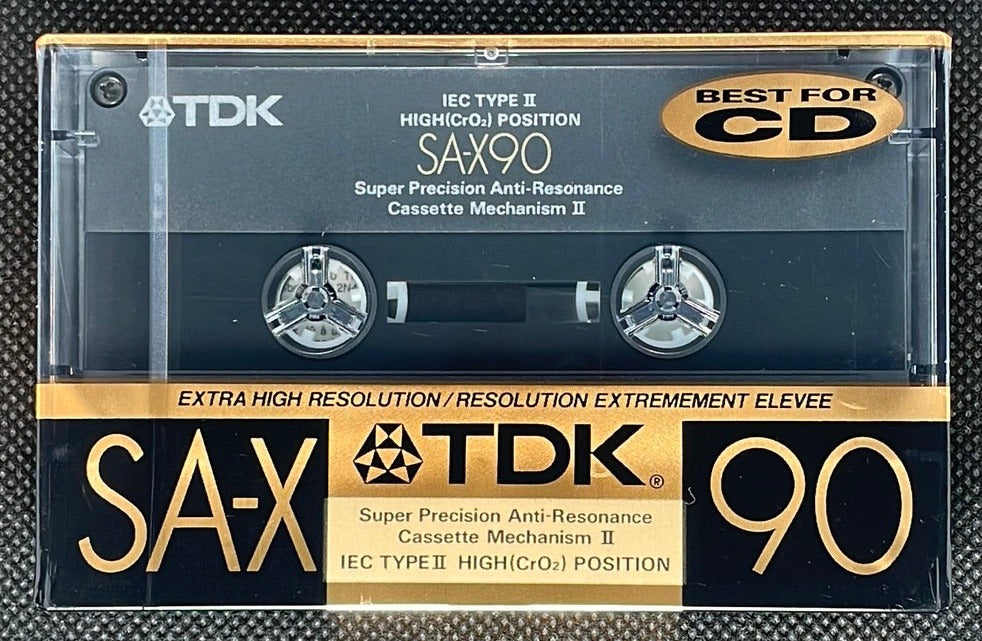 TDK
IEC TYPE II
HIGH(CrO₂) POSITION
SA-X90
Super Precision Anti-Resonance
Cassette Mechanism II
BEST FOR
CD
EXTRA HIGH RESOLUTION/RESOLUTION EXTREMEMENT ELEVEE
SA-X
TDK®
90
Super Precision Anti-Resonance
Cassette Mechanism II
IEC TYPE II HIGH(CrO₂) POSITION